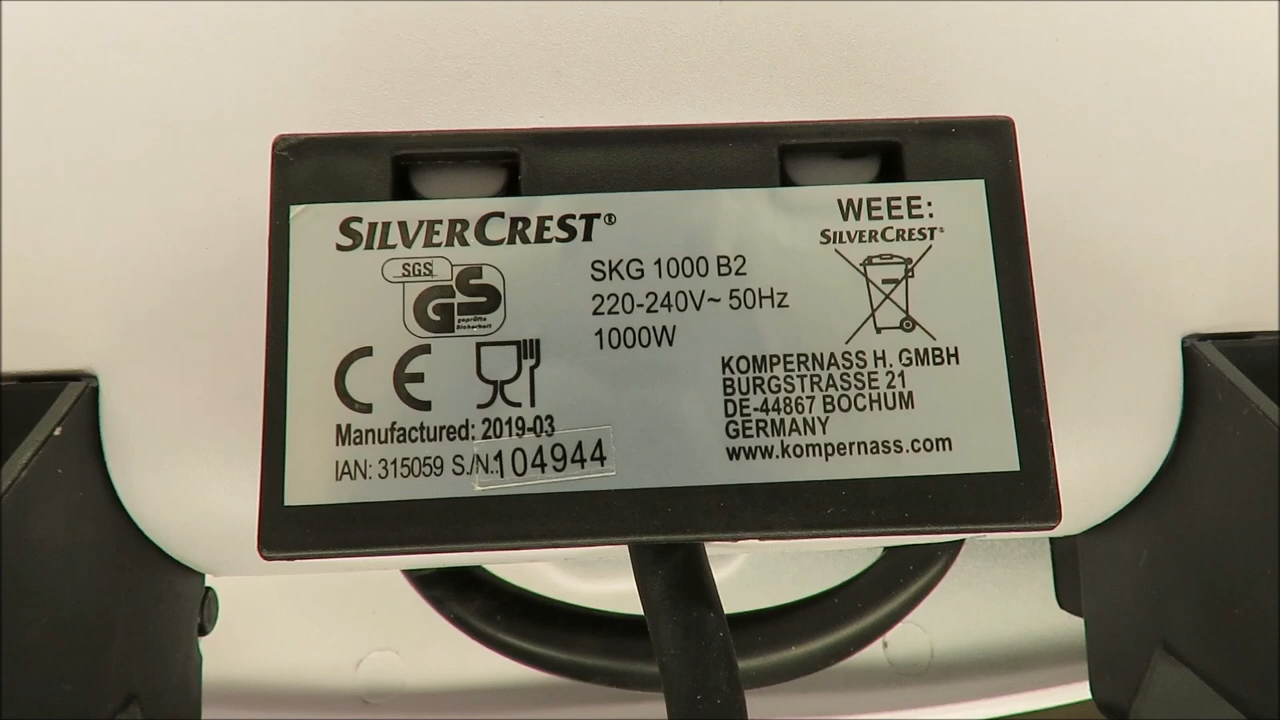 SILVERCREST®
SGS
GS
geprüfte
Sicherheit
CE
Manufactured: 2019-03
IAN: 315059 S./N.:104944
SKG 1000 B2
220-240V~ 50Hz
1000W
WEEE:
SILVERCREST®
KOMPERNASS H. GMBH
BURGSTRASSE 21
DE-44867 BOCHUM
GERMANY
www.kompernass.com